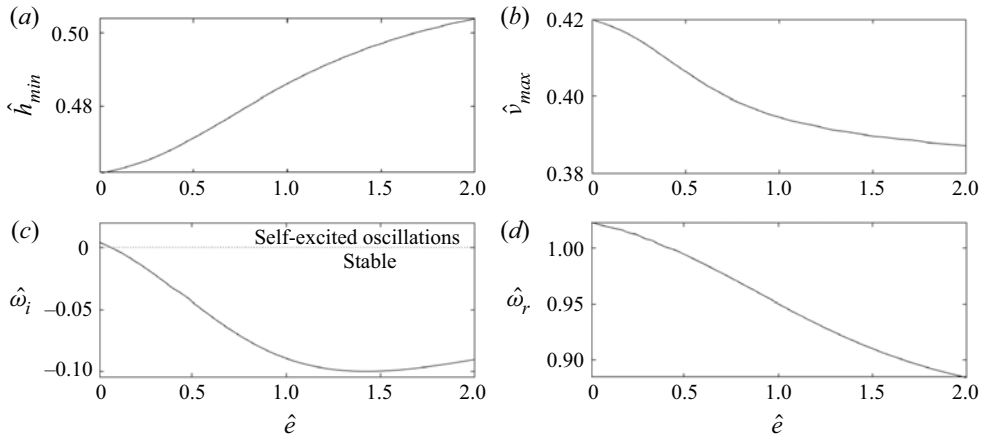 (a)
0.50
0.48
ĥmin
0 0.5 1.0 1.5 2.0
(b)
0.42
0.40
0.38
v̂max
0 0.5 1.0 1.5 2.0
(c)
0
−0.05
−0.10
ω̂i
Self-excited oscillations
Stable
0 0.5 1.0 1.5 2.0
ê
(d)
1.00
0.95
0.90
ω̂r
0 0.5 1.0 1.5 2.0
ê